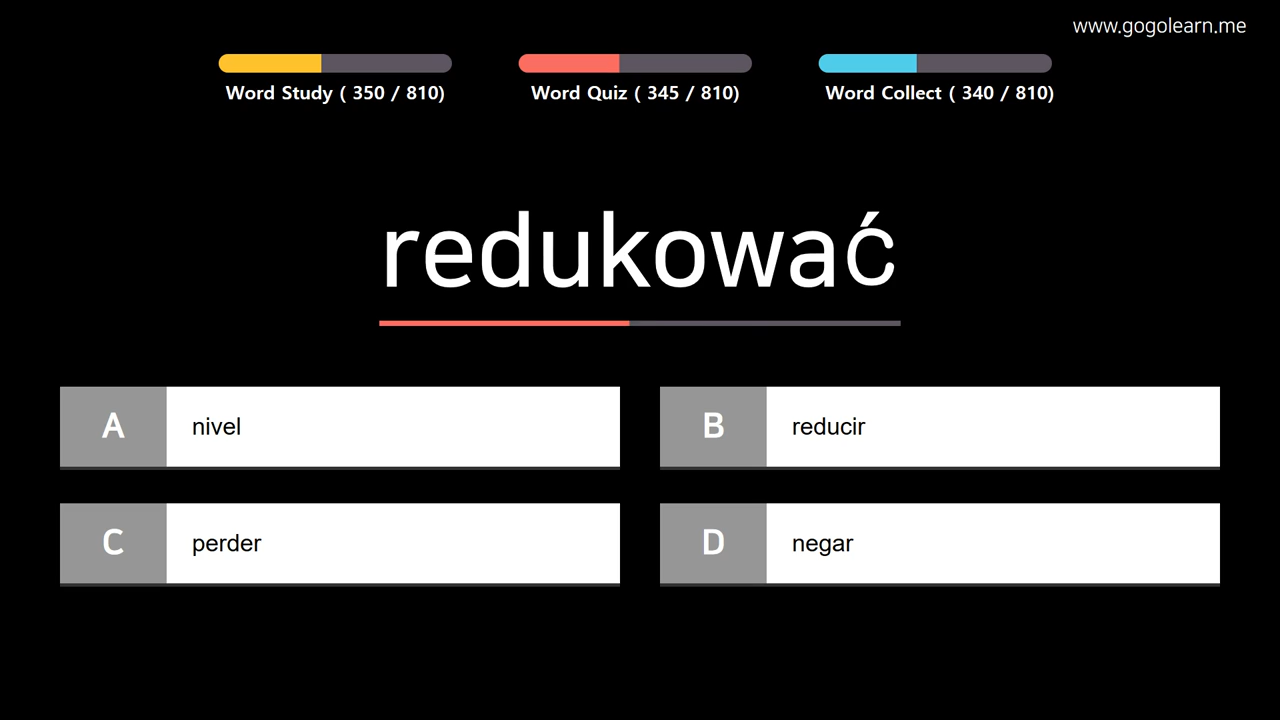 www.gogolearn.me
Word Study ( 350 / 810)
Word Quiz ( 345 / 810)
Word Collect ( 340 / 810)
redukować
A nivel
B reducir
C perder
D negar